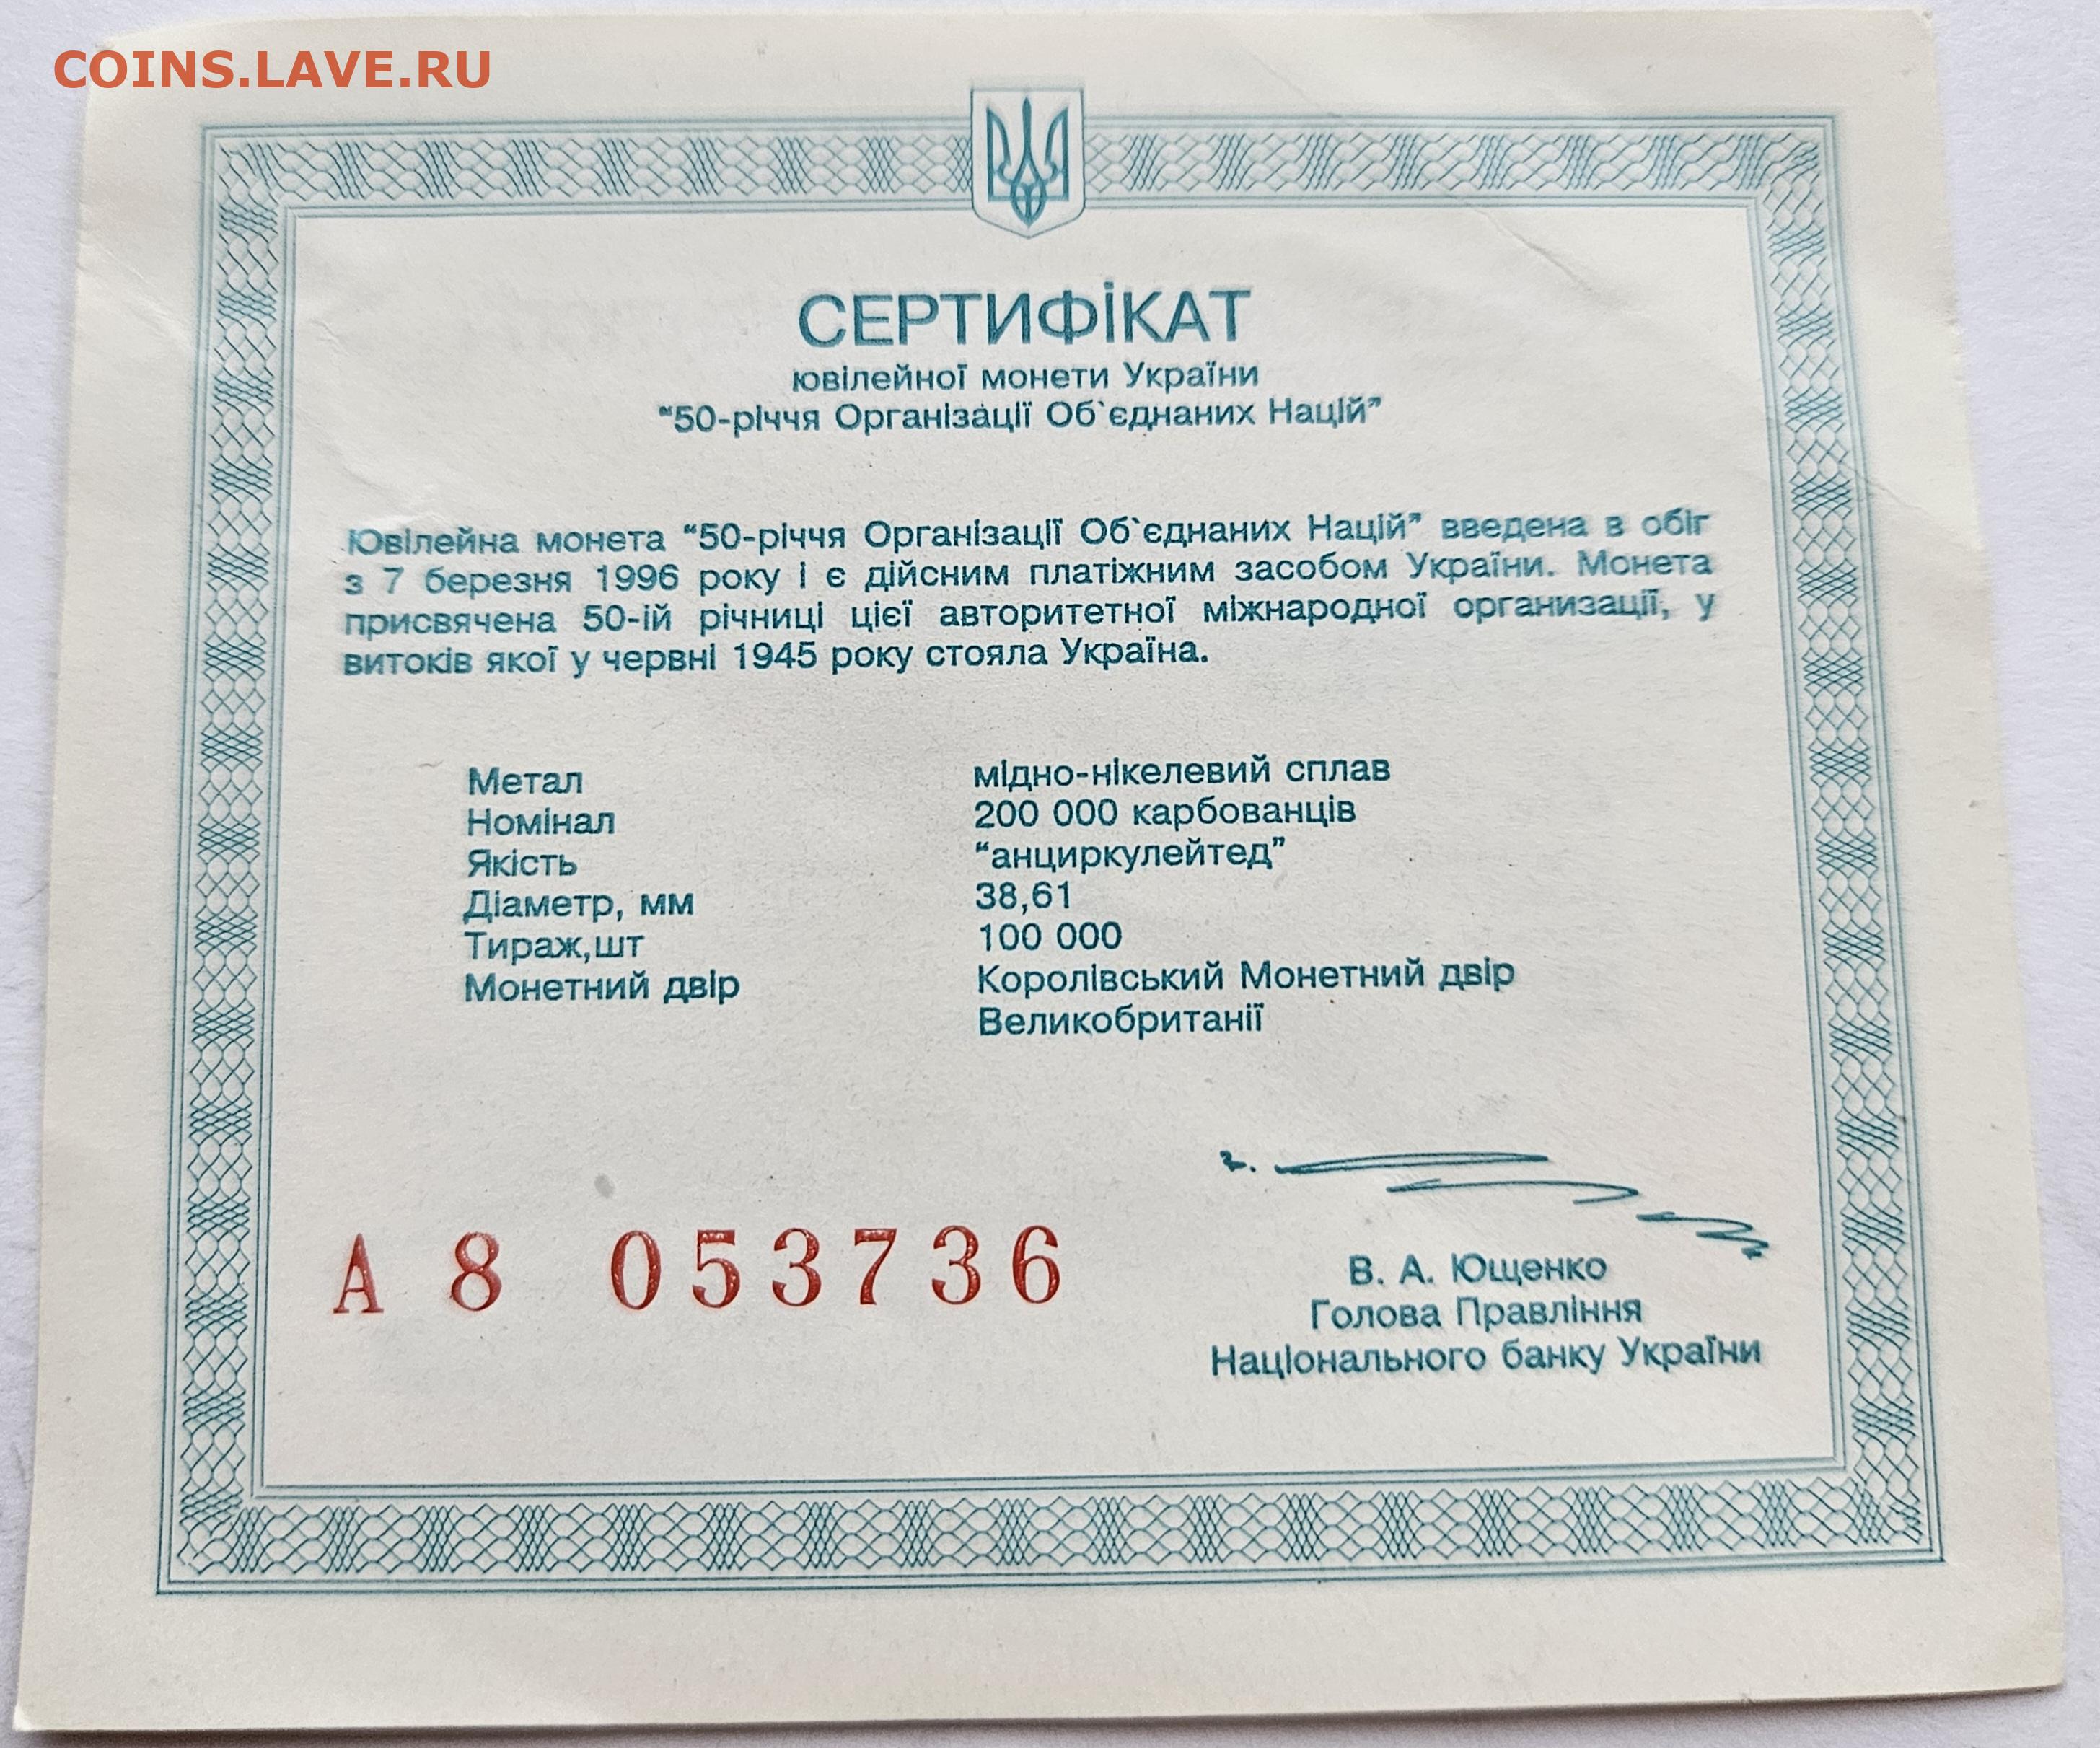 COINS.LAVE.RU
СЕРТИФІКАТ
ювілейної монети України
“50-річчя Організації Об`єднаних Націй”
Ювілейна монета “50-річчя Організації Об`єднаних Націй” введена в обіг
з 7 березня 1996 року і є дійсним платіжним засобом України. Монета
присвячена 50-ій річниці цієї авторитетної міжнародної организації, у
витоків якої у червні 1945 року стояла Україна.
Метал мідно-нікелевий сплав
Номінал 200 000 карбованців
Якість “анциркулейтед”
Діаметр, мм 38,61
Тираж,шт 100 000
Монетний двір Королівський Монетний двір
Великобританії
А 8 053736
В. А. Ющенко
Голова Правління
Національного банку України